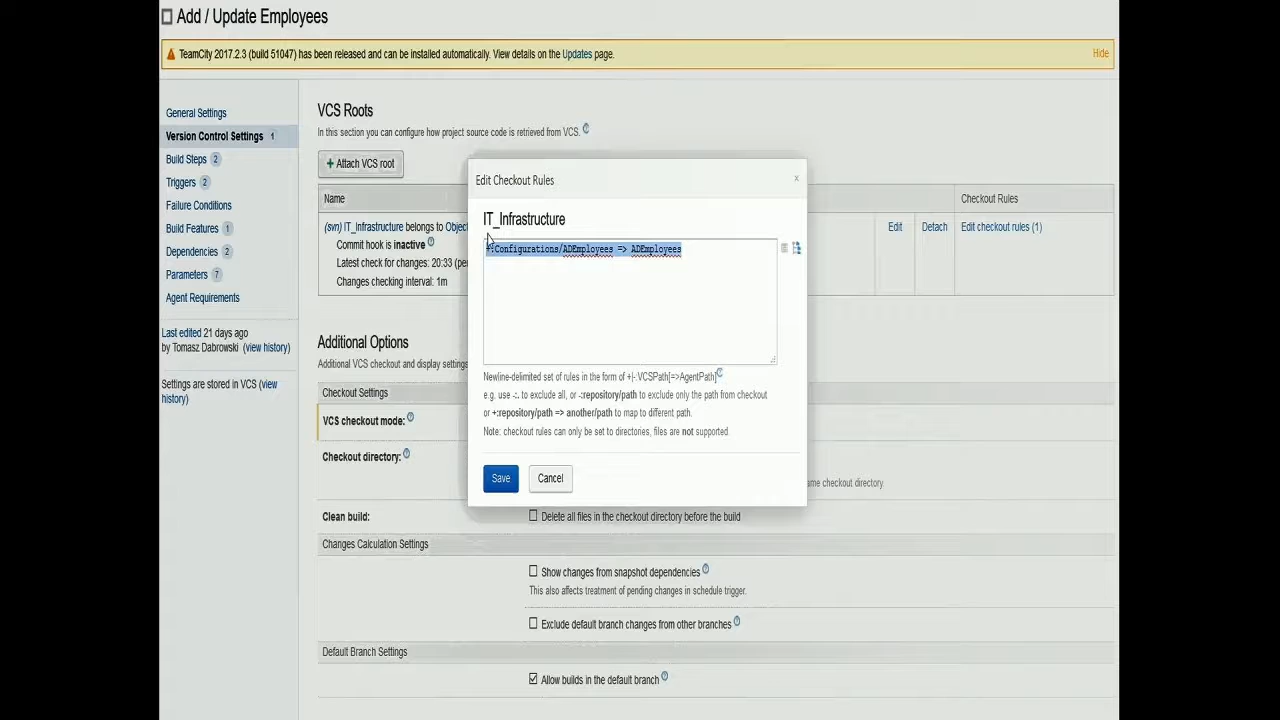 Add / Update Employees
TeamCity 2017.2.3 (build 51047) has been released and can be installed automatically. View details on the Updates page.
Hide
General Settings
Version Control Settings 1
Build Steps 2
Triggers 2
Failure Conditions
Build Features 1
Dependencies 2
Parameters 7
Agent Requirements
Last edited 21 days ago
by Tomasz Dabrowski (view history)
Settings are stored in VCS (view
history)
VCS Roots
In this section you can configure how project source code is retrieved from VCS.
+ Attach VCS root
Name
Checkout Rules
(svn) IT_Infrastructure belongs to Object
Edit
Detach
Edit checkout rules (1)
Commit hook is inactive
Latest check for changes: 20:33 (per
Changes checking interval: 1m
Edit Checkout Rules
x
IT_Infrastructure
+:Configurations/ADEmployees => ADEmployees
Newline-delimited set of rules in the form of +|-:VCSPath[=>AgentPath]
e.g. use -:. to exclude all, or -:repository/path to exclude only the path from checkout
or +:repository/path => another/path to map to different path.
Note: checkout rules can only be set to directories, files are not supported.
Save
Cancel
Additional Options
Additional VCS checkout and display settings
Checkout Settings
VCS checkout mode:
Checkout directory:
ame checkout directory
Clean build:
Delete all files in the checkout directory before the build
Changes Calculation Settings
Show changes from snapshot dependencies
This also affects treatment of pending changes in schedule trigger.
Exclude default branch changes from other branches
Default Branch Settings
Allow builds in the default branch